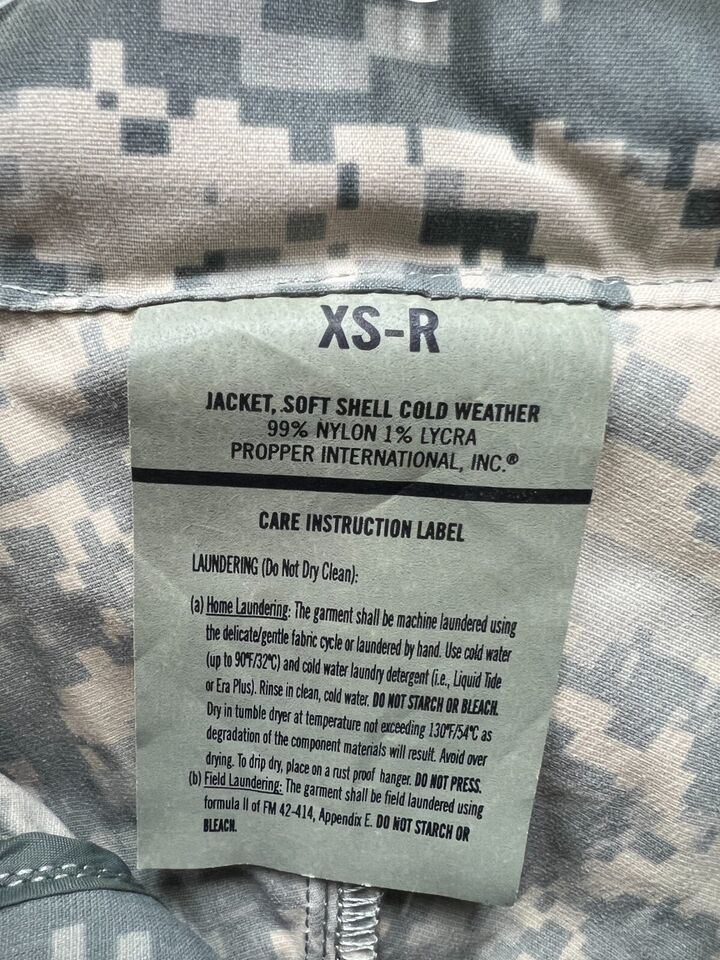 XS-R
JACKET, SOFT SHELL COLD WEATHER
99% NYLON 1% LYCRA
PROPPER INTERNATIONAL, INC.®
CARE INSTRUCTION LABEL
LAUNDERING (Do Not Dry Clean):
(a) Home Laundering: The garment shall be machine laundered using
the delicate/gentle fabric cycle or laundered by hand. Use cold water
(up to 90°F/32°C) and cold water laundry detergent (i.e., Liquid Tide
or Era Plus). Rinse in clean, cold water. DO NOT STARCH OR BLEACH.
Dry in tumble dryer at temperature not exceeding 130°F/54°C as
degradation of the component materials will result. Avoid over
drying. To drip dry, place on a rust proof hanger. DO NOT PRESS.
(b) Field Laundering: The garment shall be field laundered using
formula II of FM 42-414, Appendix E. DO NOT STARCH OR
BLEACH.